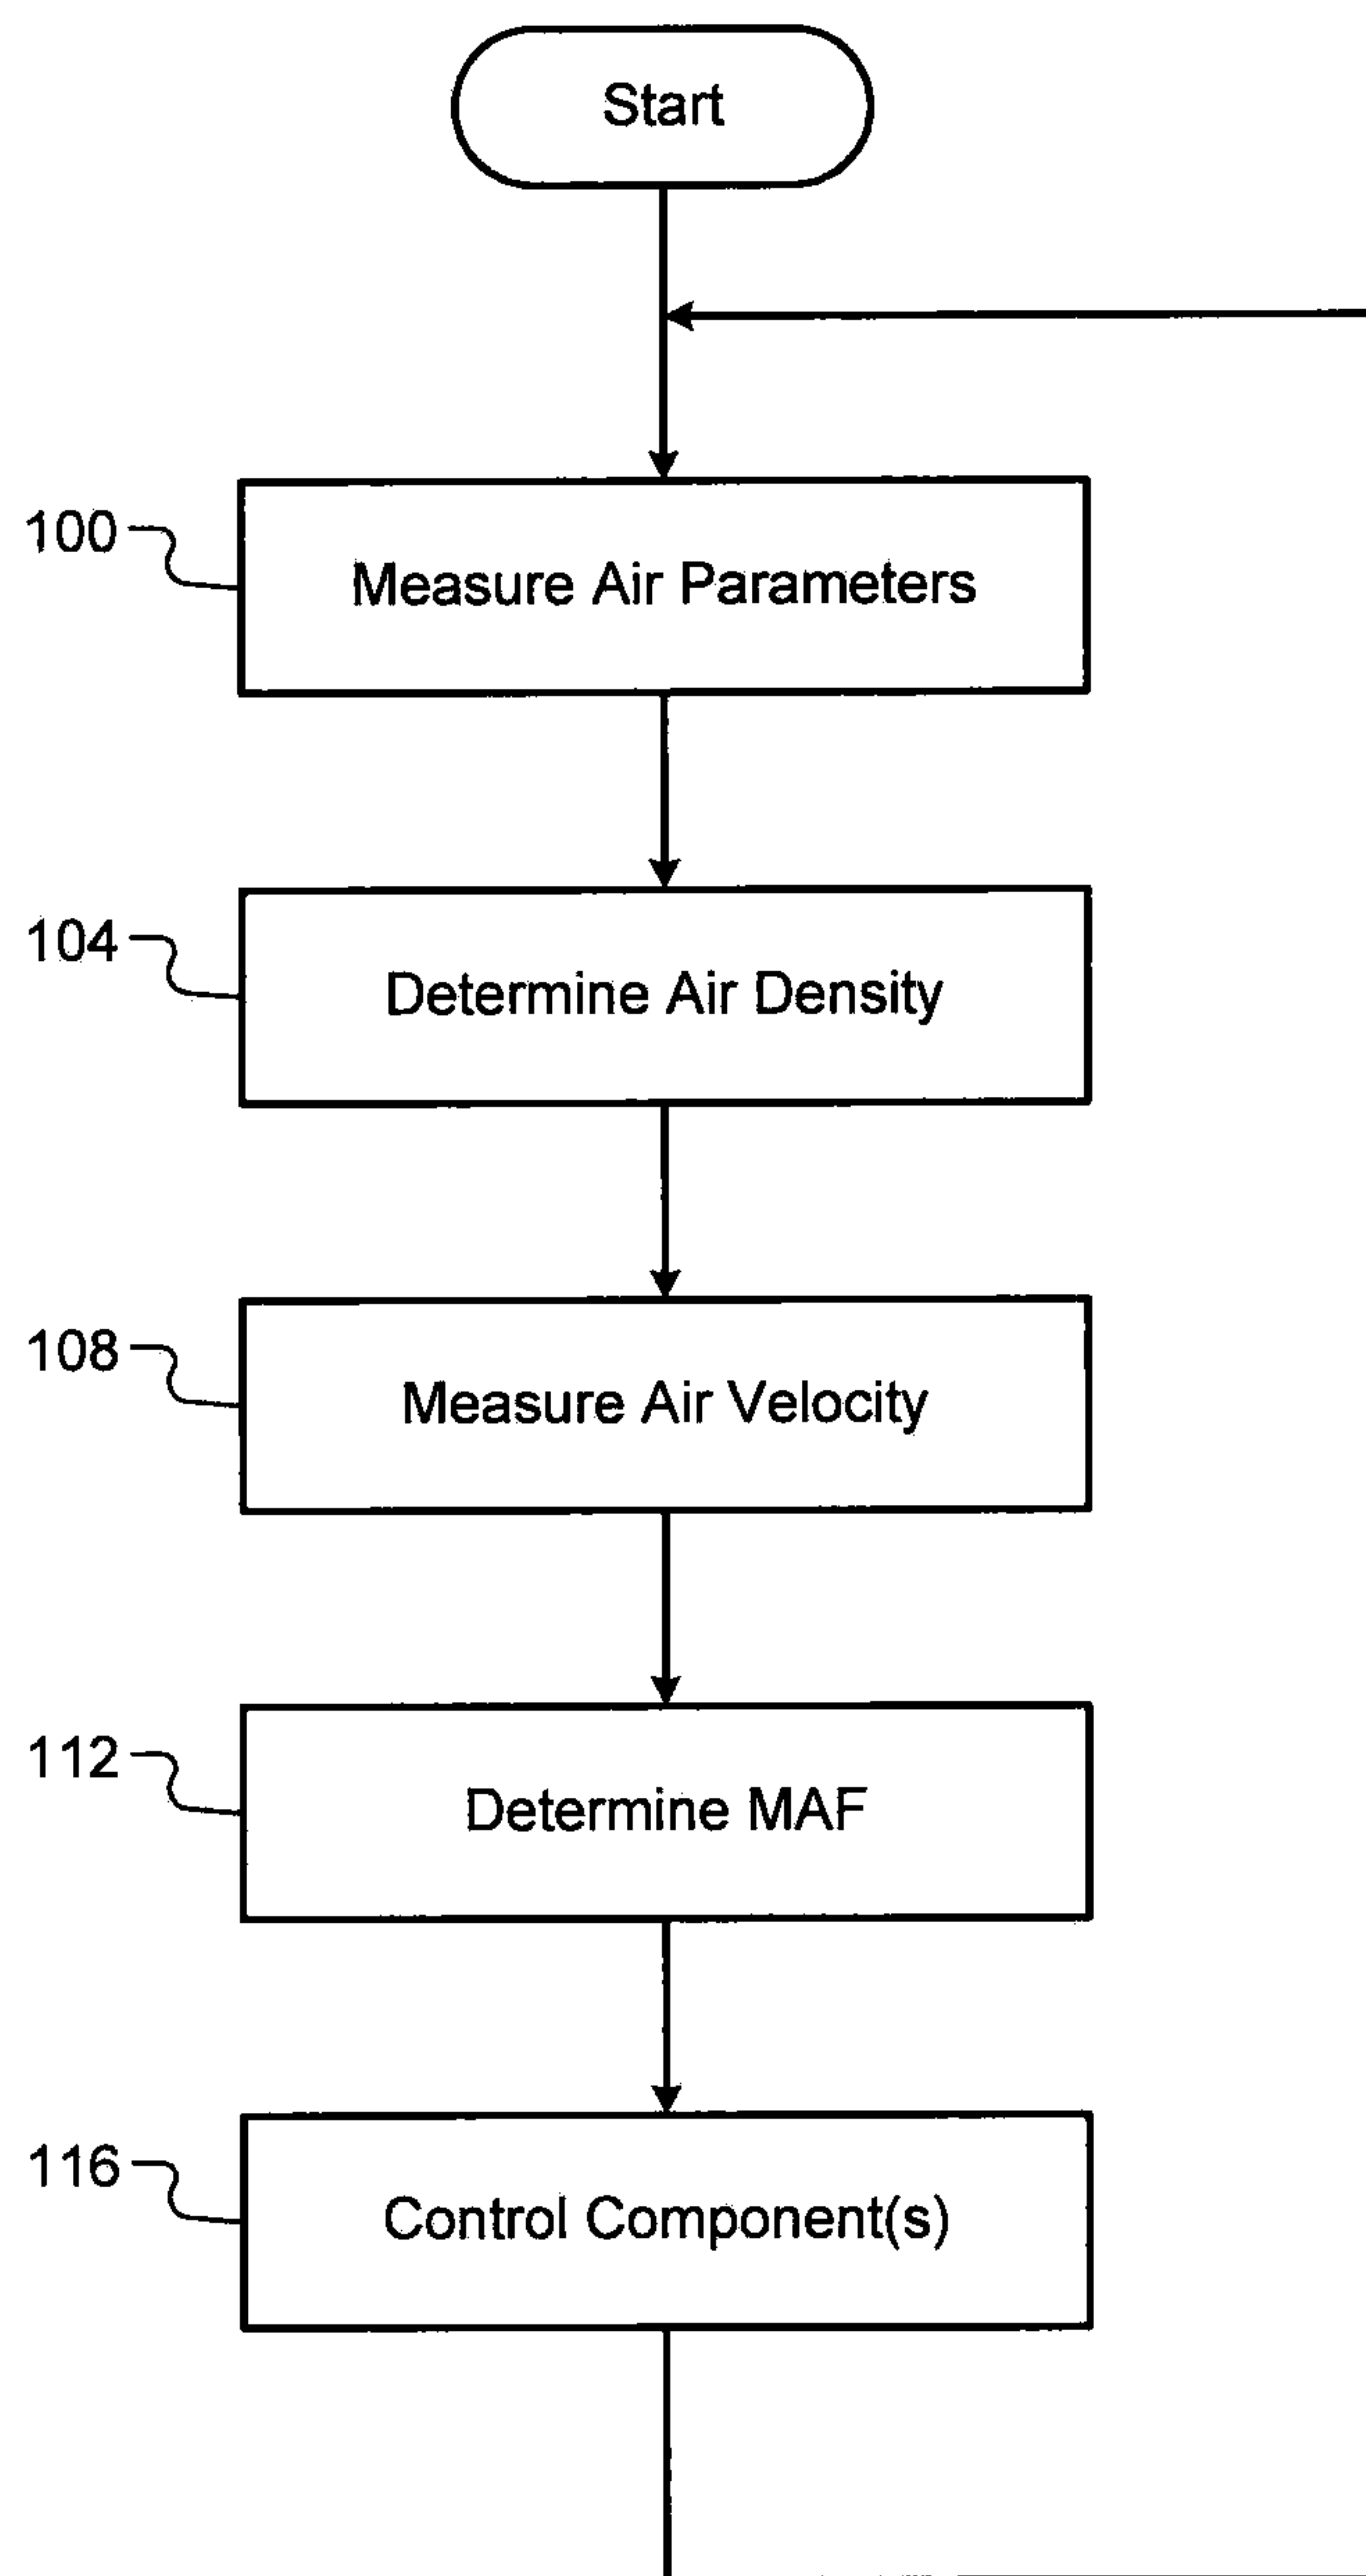 Start
100
Measure Air Parameters
104
Determine Air Density
108
Measure Air Velocity
112
Determine MAF
116
Control Component(s)